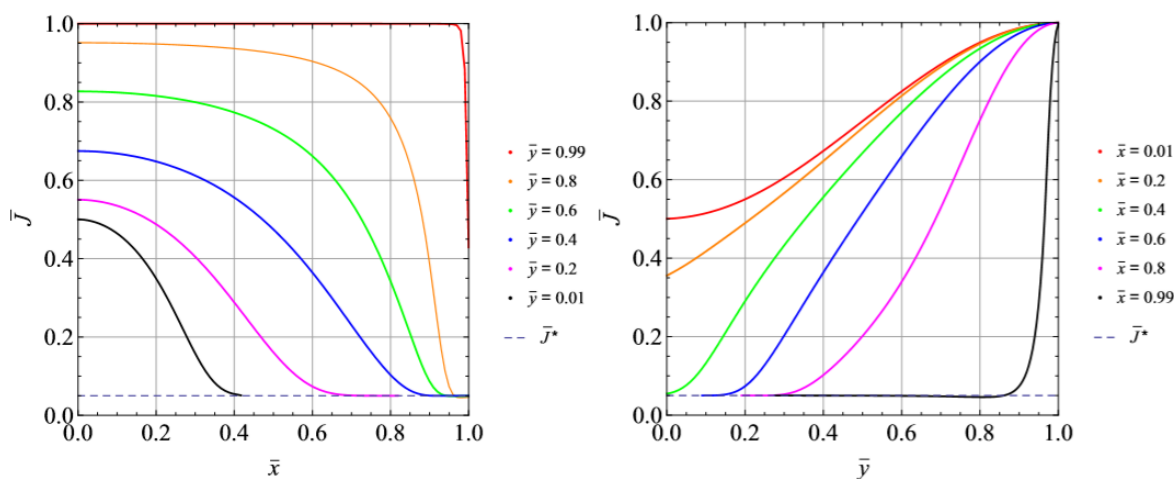 1.0
0.8
0.6
0.4
0.2
0.0
J̄
0.0 0.2 0.4 0.6 0.8 1.0
x̄
ȳ = 0.99
ȳ = 0.8
ȳ = 0.6
ȳ = 0.4
ȳ = 0.2
ȳ = 0.01
J̄*
1.0
0.8
0.6
0.4
0.2
0.0
J̄
0.0 0.2 0.4 0.6 0.8 1.0
ȳ
x̄ = 0.01
x̄ = 0.2
x̄ = 0.4
x̄ = 0.6
x̄ = 0.8
x̄ = 0.99
J̄*